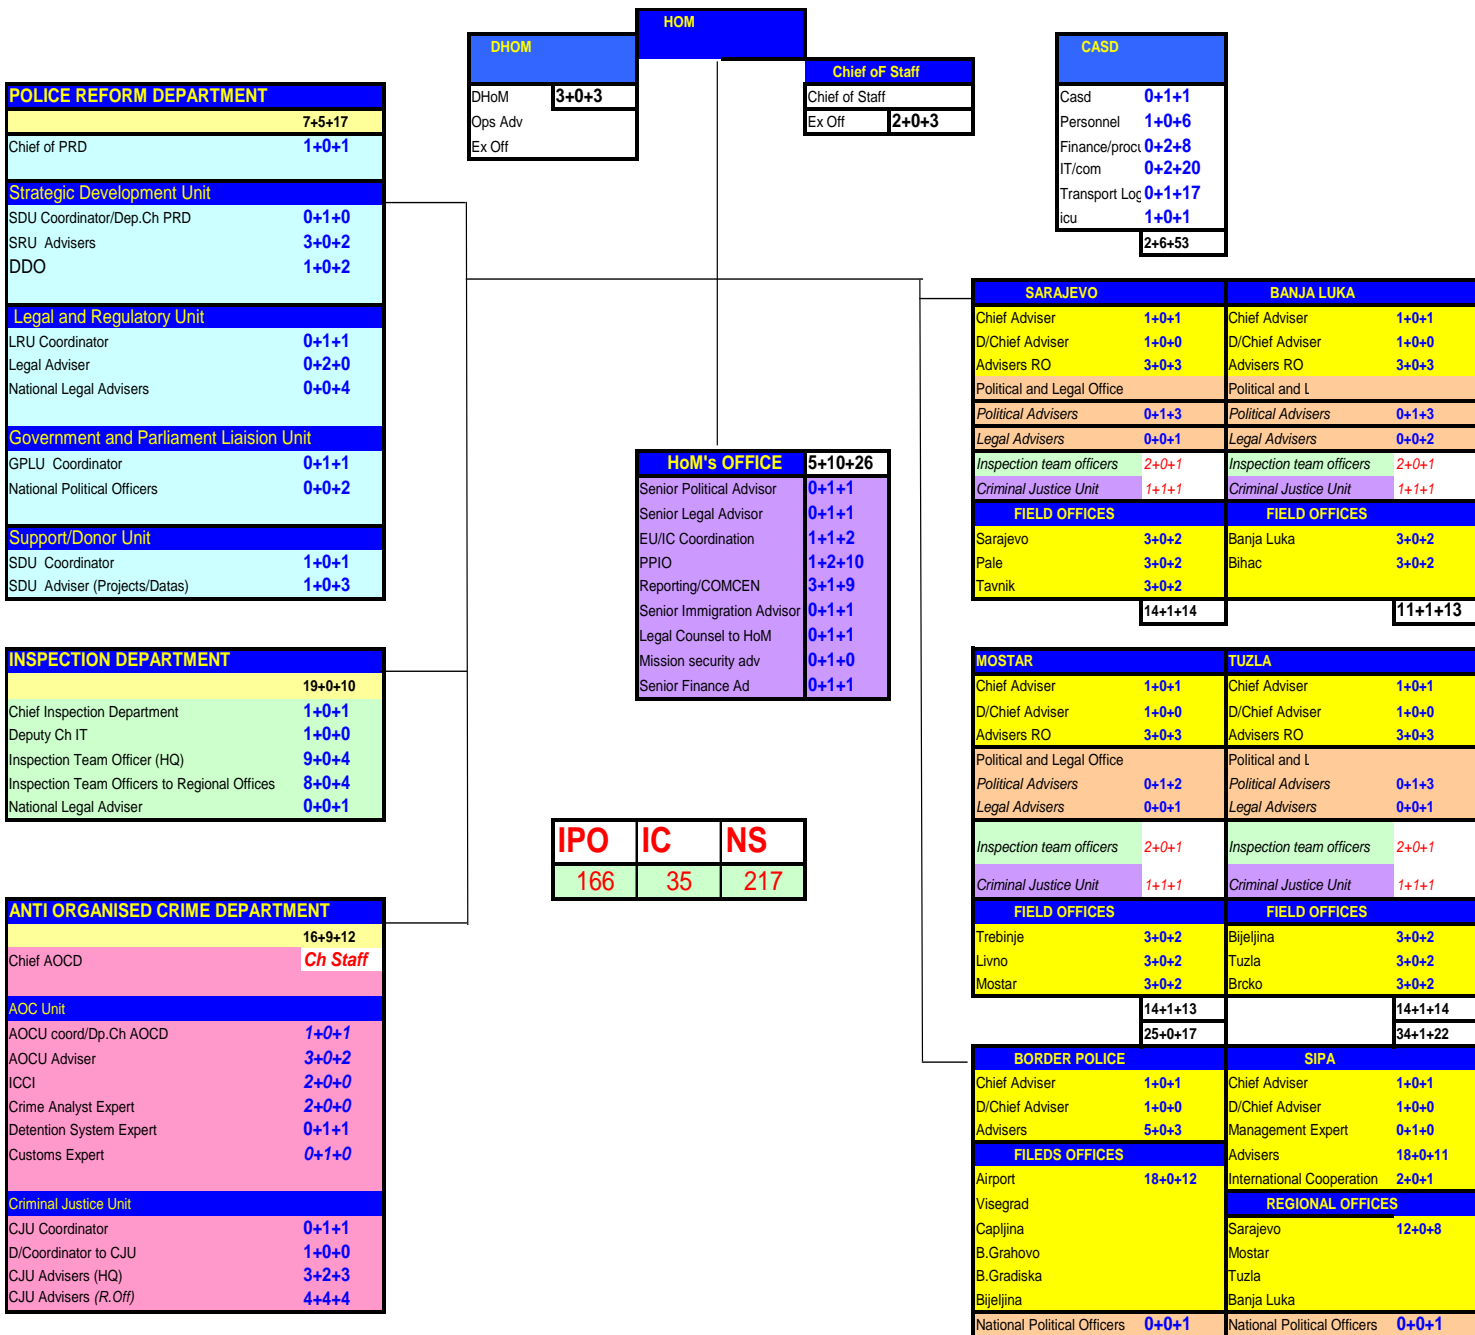 HOM
DHOM
DHoM 3+0+3
Ops Adv
Ex Off
Chief oF Staff
Chief of Staff
Ex Off 2+0+3
CASD
Casd 0+1+1
Personnel 1+0+6
Finance/procu 0+2+8
IT/com 0+2+20
Transport Log 0+1+17
icu 1+0+1
2+6+53
POLICE REFORM DEPARTMENT
7+5+17
Chief of PRD 1+0+1
Strategic Development Unit
SDU Coordinator/Dep.Ch PRD 0+1+0
SRU Advisers 3+0+2
DDO 1+0+2
Legal and Regulatory Unit
LRU Coordinator 0+1+1
Legal Adviser 0+2+0
National Legal Advisers 0+0+4
Government and Parliament Liaision Unit
GPLU Coordinator 0+1+1
National Political Officers 0+0+2
Support/Donor Unit
SDU Coordinator 1+0+1
SDU Adviser (Projects/Datas) 1+0+3
INSPECTION DEPARTMENT
19+0+10
Chief Inspection Department 1+0+1
Deputy Ch IT 1+0+0
Inspection Team Officer (HQ) 9+0+4
Inspection Team Officers to Regional Offices 8+0+4
National Legal Adviser 0+0+1
ANTI ORGANISED CRIME DEPARTMENT
16+9+12
Chief AOCD Ch Staff
AOC Unit
AOCU coord/Dp.Ch AOCD 1+0+1
AOCU Adviser 3+0+2
ICCI 2+0+0
Crime Analyst Expert 2+0+0
Detention System Expert 0+1+1
Customs Expert 0+1+0
Criminal Justice Unit
CJU Coordinator 0+1+1
D/Coordinator to CJU 1+0+0
CJU Advisers (HQ) 3+2+3
CJU Advisers (R.Off) 4+4+4
HoM's OFFICE 5+10+26
Senior Political Advisor 0+1+1
Senior Legal Advisor 0+1+1
EU/IC Coordination 1+1+2
PPIO 1+2+10
Reporting/COMCEN 3+1+9
Senior Immigration Advisor 0+1+1
Legal Counsel to HoM 0+1+1
Mission security adv 0+1+0
Senior Finance Ad 0+1+1
IPO IC NS
166 35 217
SARAJEVO
Chief Adviser 1+0+1
D/Chief Adviser 1+0+0
Advisers RO 3+0+3
Political and Legal Office
Political Advisers 0+1+3
Legal Advisers 0+0+1
Inspection team officers 2+0+1
Criminal Justice Unit 1+1+1
FIELD OFFICES
Sarajevo 3+0+2
Pale 3+0+2
Tavnik 3+0+2
14+1+14
BANJA LUKA
Chief Adviser 1+0+1
D/Chief Adviser 1+0+0
Advisers RO 3+0+3
Political and L
Political Advisers 0+1+3
Legal Advisers 0+0+2
Inspection team officers 2+0+1
Criminal Justice Unit 1+1+1
FIELD OFFICES
Banja Luka 3+0+2
Bihac 3+0+2
11+1+13
MOSTAR
Chief Adviser 1+0+1
D/Chief Adviser 1+0+0
Advisers RO 3+0+3
Political and Legal Office
Political Advisers 0+1+2
Legal Advisers 0+0+1
Inspection team officers 2+0+1
Criminal Justice Unit 1+1+1
FIELD OFFICES
Trebinje 3+0+2
Livno 3+0+2
Mostar 3+0+2
14+1+13
25+0+17
TUZLA
Chief Adviser 1+0+1
D/Chief Adviser 1+0+0
Advisers RO 3+0+3
Political and L
Political Advisers 0+1+3
Legal Advisers 0+0+1
Inspection team officers 2+0+1
Criminal Justice Unit 1+1+1
FIELD OFFICES
Bijeljina 3+0+2
Tuzla 3+0+2
Brcko 3+0+2
14+1+14
34+1+22
BORDER POLICE
Chief Adviser 1+0+1
D/Chief Adviser 1+0+0
Advisers 5+0+3
FILEDS OFFICES
Airport 18+0+12
Visegrad
Capljina
B.Grahovo
B.Gradiska
Bijeljina
National Political Officers 0+0+1
SIPA
Chief Adviser 1+0+1
D/Chief Adviser 1+0+0
Management Expert 0+1+0
Advisers 18+0+11
International Cooperation 2+0+1
REGIONAL OFFICES
Sarajevo 12+0+8
Mostar
Tuzla
Banja Luka
National Political Officers 0+0+1